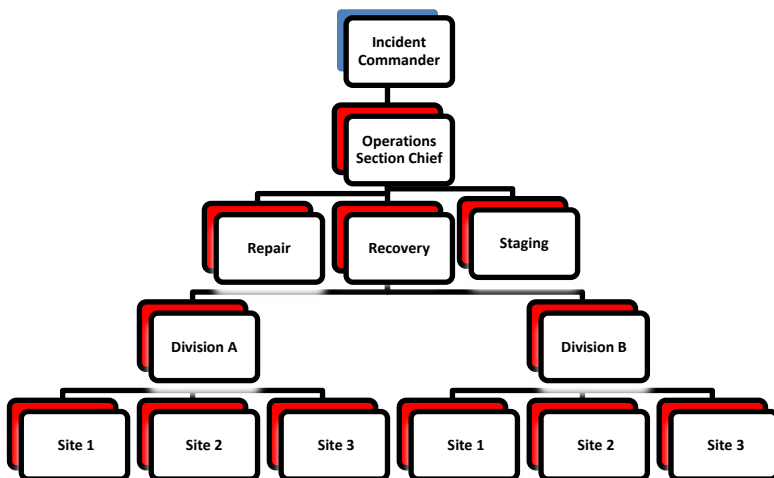 Incident
Commander
Operations
Section Chief
Repair
Recovery
Staging
Division A
Division B
Site 1
Site 2
Site 3
Site 1
Site 2
Site 3